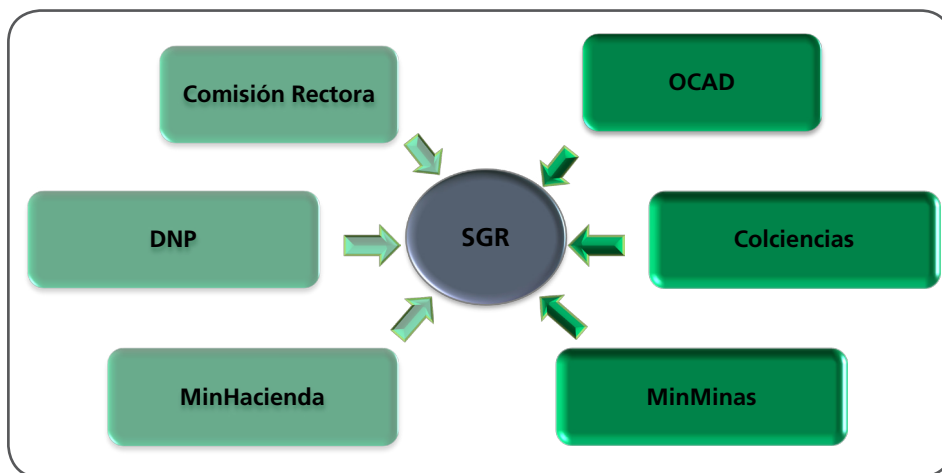 Comisión Rectora
OCAD
DNP
SGR
Colciencias
MinHacienda
MinMinas